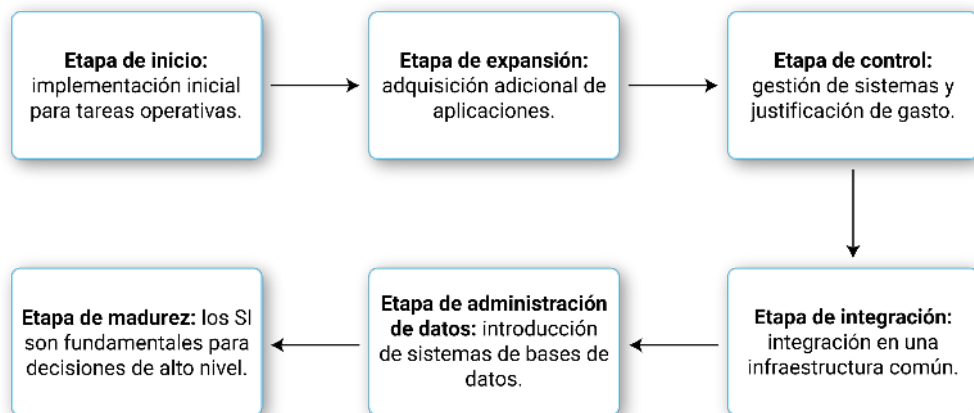 Etapa de inicio:
implementación inicial
para tareas operativas.
Etapa de expansión:
adquisición adicional de
aplicaciones.
Etapa de control:
gestión de sistemas y
justificación de gasto.
Etapa de integración:
integración en una
infraestructura común.
Etapa de administración
de datos: introducción
de sistemas de bases de
datos.
Etapa de madurez: los SI
son fundamentales para
decisiones de alto nivel.